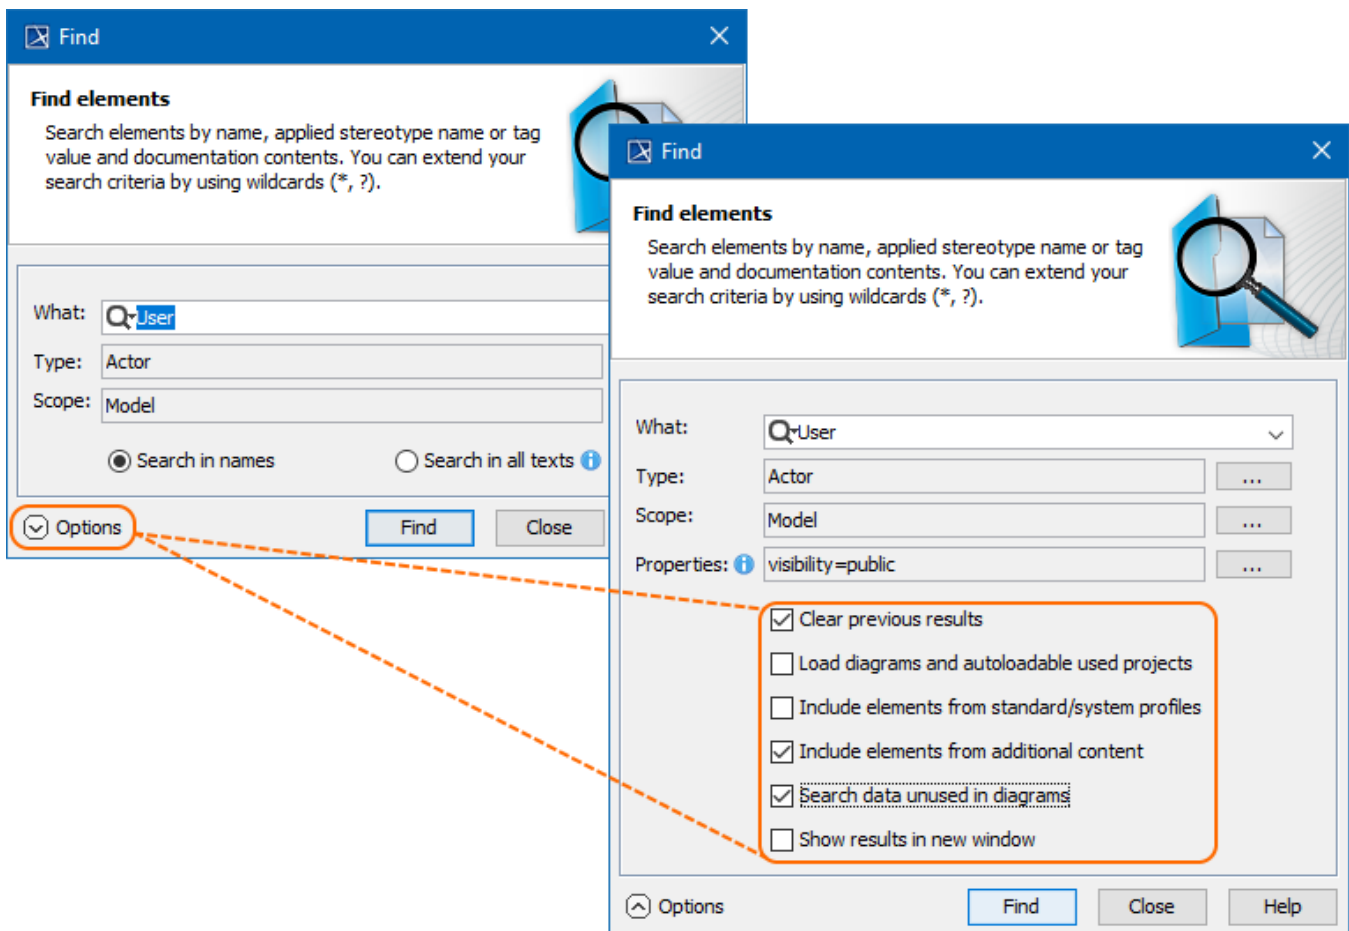 Find
Find elements
Search elements by name, applied stereotype name or tag
value and documentation contents. You can extend your
search criteria by using wildcards (*, ?).
What: User
Type: Actor
Scope: Model
Search in names Search in all texts
Options Find Close
Find
Find elements
Search elements by name, applied stereotype name or tag
value and documentation contents. You can extend your
search criteria by using wildcards (*, ?).
What: User
Type: Actor ...
Scope: Model ...
Properties: visibility=public ...
Clear previous results
Load diagrams and autoloadable used projects
Include elements from standard/system profiles
Include elements from additional content
Search data unused in diagrams
Show results in new window
Options Find Close Help